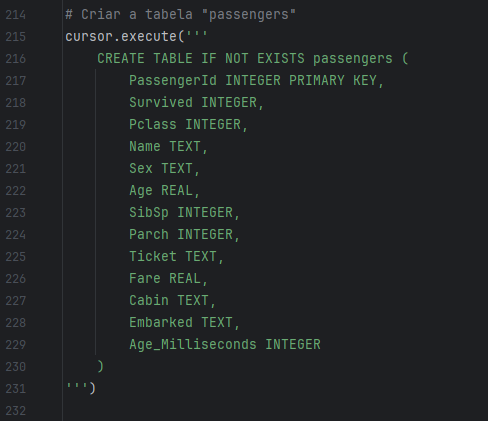 214 # Criar a tabela "passengers"
215 cursor.execute('''
216 CREATE TABLE IF NOT EXISTS passengers (
217 PassengerId INTEGER PRIMARY KEY,
218 Survived INTEGER,
219 Pclass INTEGER,
220 Name TEXT,
221 Sex TEXT,
222 Age REAL,
223 SibSp INTEGER,
224 Parch INTEGER,
225 Ticket TEXT,
226 Fare REAL,
227 Cabin TEXT,
228 Embarked TEXT,
229 Age_Milliseconds INTEGER
230 )
231 ''')
232